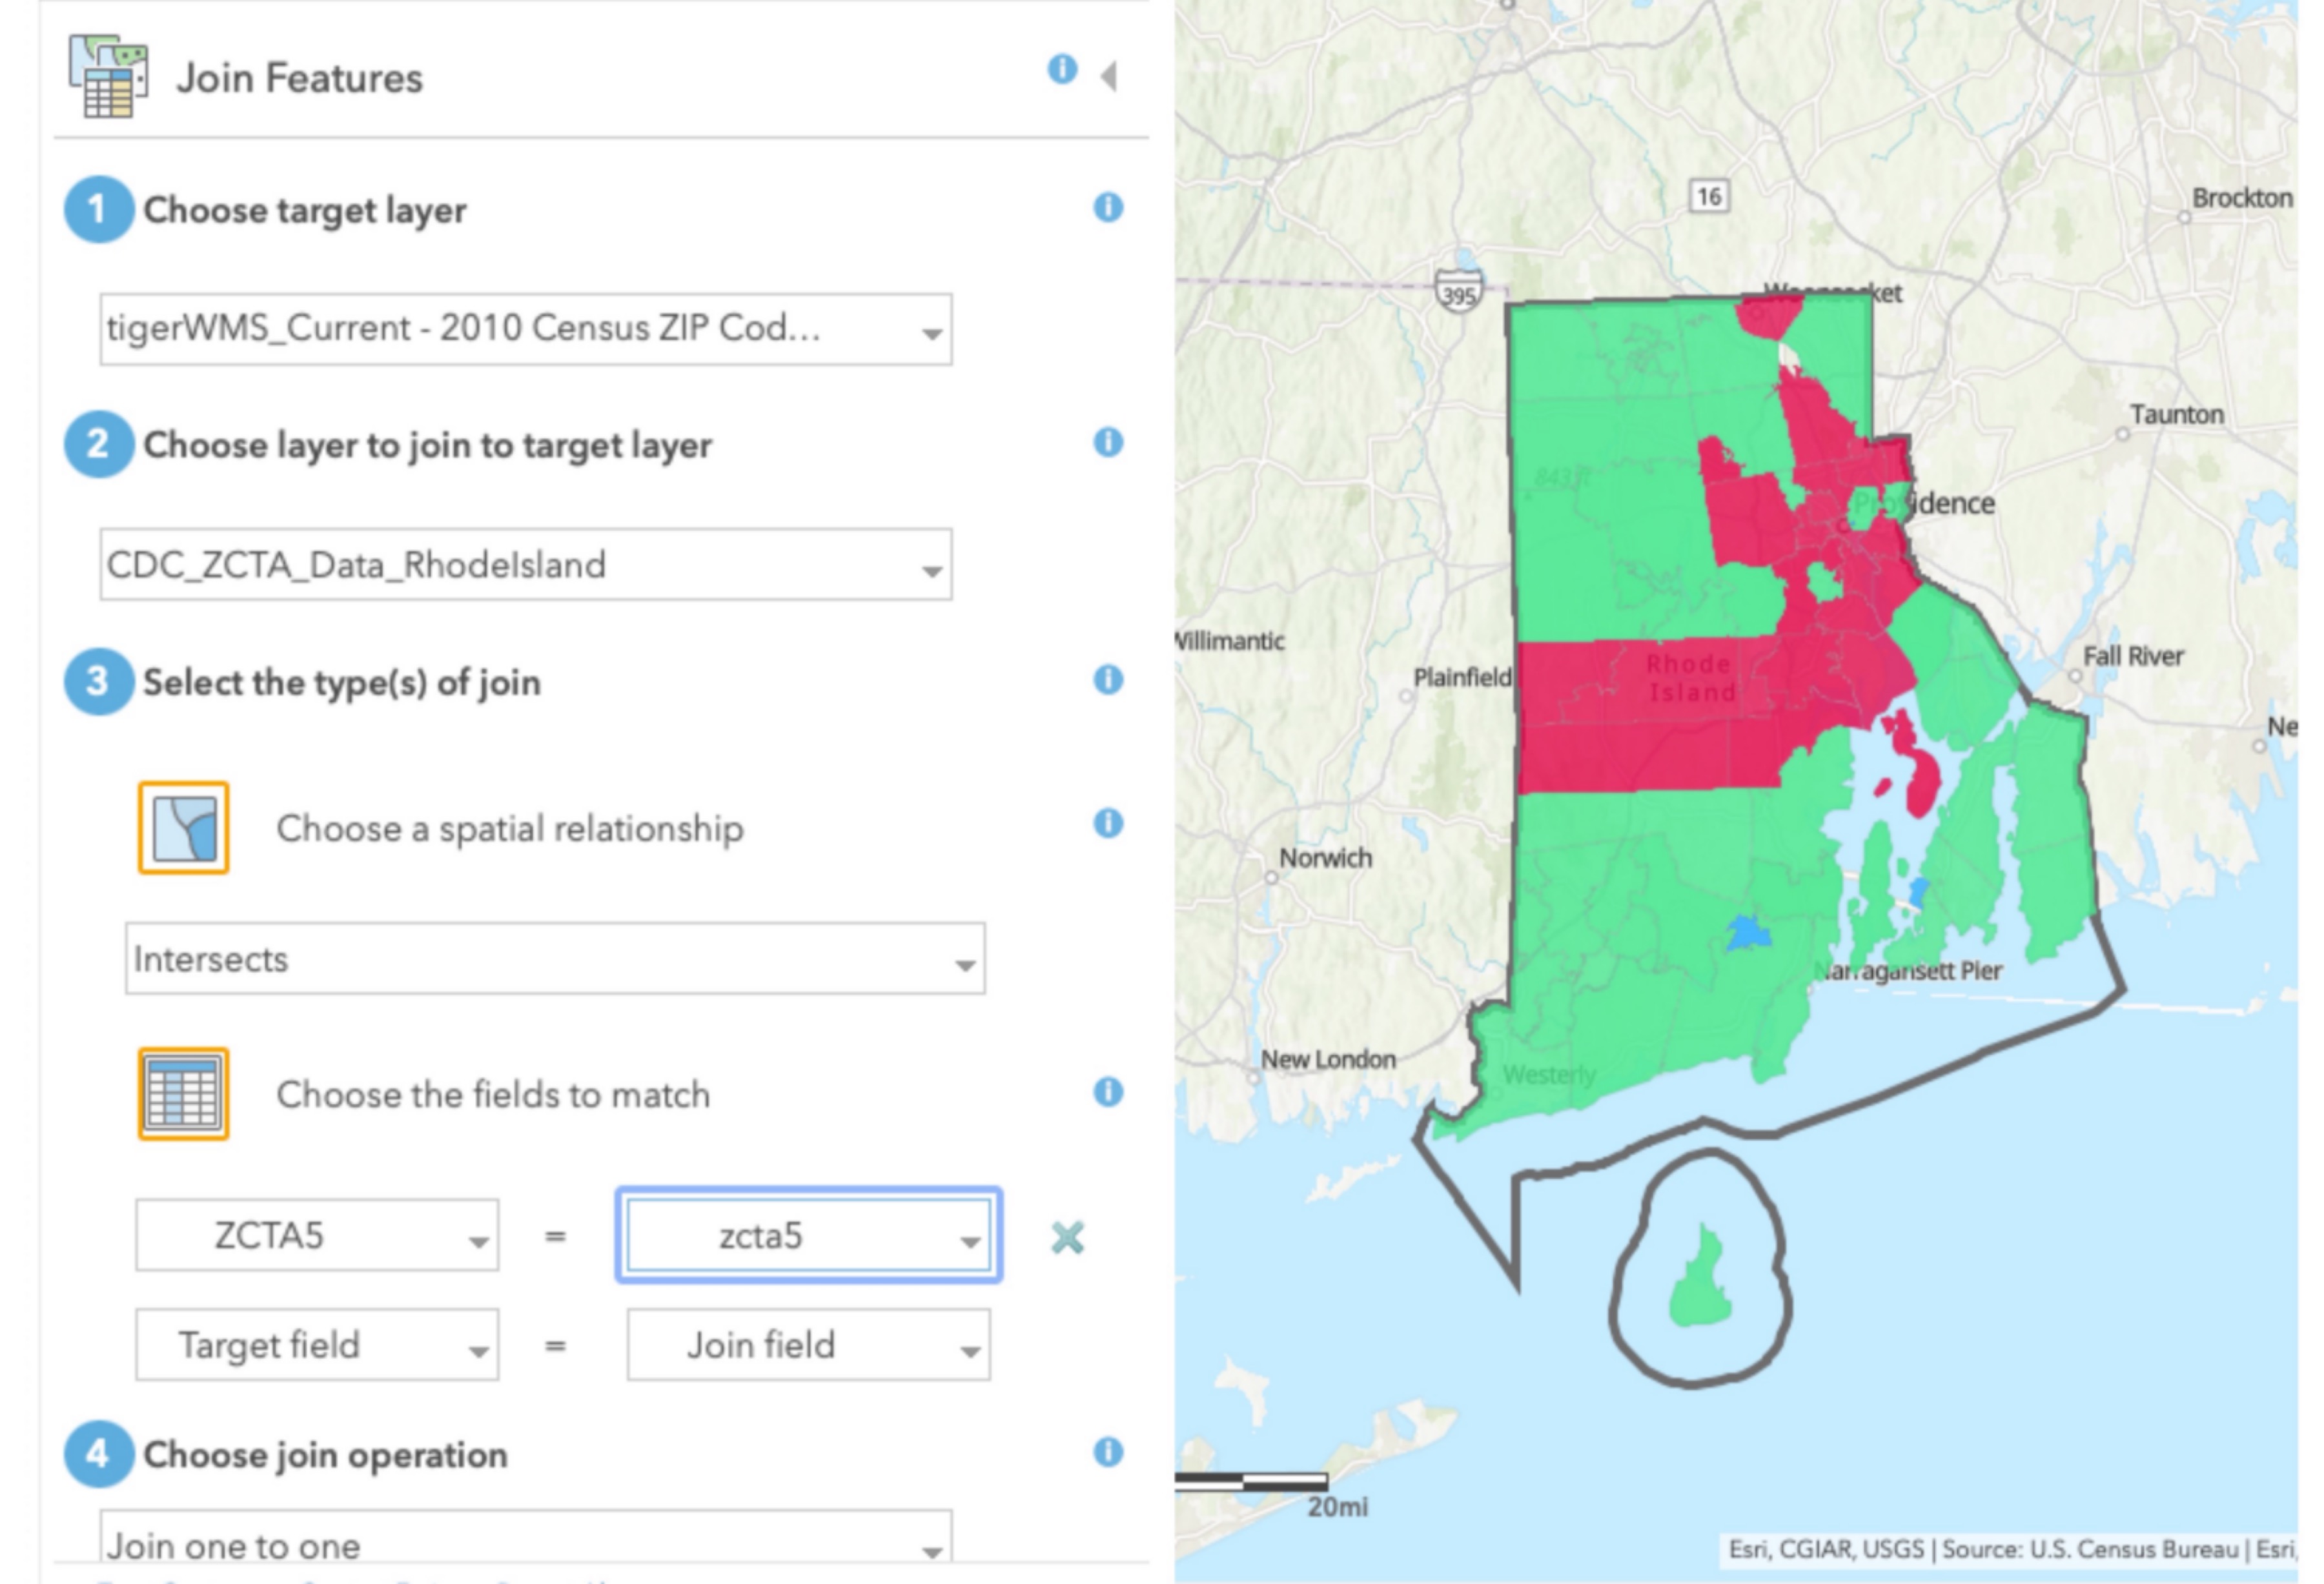 Join Features
1 Choose target layer
tigerWMS_Current - 2010 Census ZIP Cod...
2 Choose layer to join to target layer
CDC_ZCTA_Data_RhodeIsland
3 Select the type(s) of join
Choose a spatial relationship
Intersects
Choose the fields to match
ZCTA5 = zcta5
Target field = Join field
4 Choose join operation
Join one to one
16
Brockton
395
Taunton
843 ft
Providence
Willimantic
Plainfield
Rhode
Island
Fall River
Ne
Norwich
Narragansett Pier
New London
Westerly
20mi
Esri, CGIAR, USGS | Source: U.S. Census Bureau | Esri,